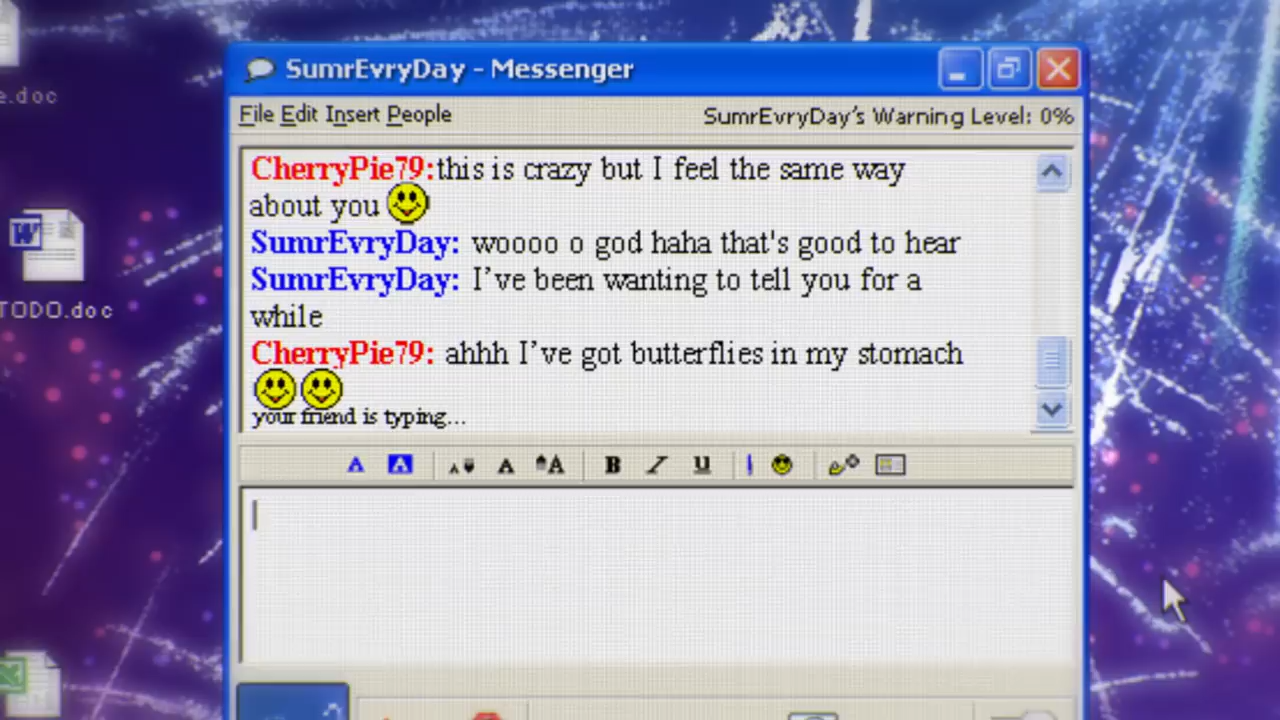 SumrEvryDay - Messenger
e.doc
File Edit Insert People
SumrEvryDay's Warning Level: 0%
CherryPie79:this is crazy but I feel the same way
about you
SumrEvryDay: woooo o god haha that's good to hear
SumrEvryDay: I've been wanting to tell you for a
while
TODO.doc
CherryPie79: ahhh I've got butterflies in my stomach
your friend is typing...
A A A A A B I U